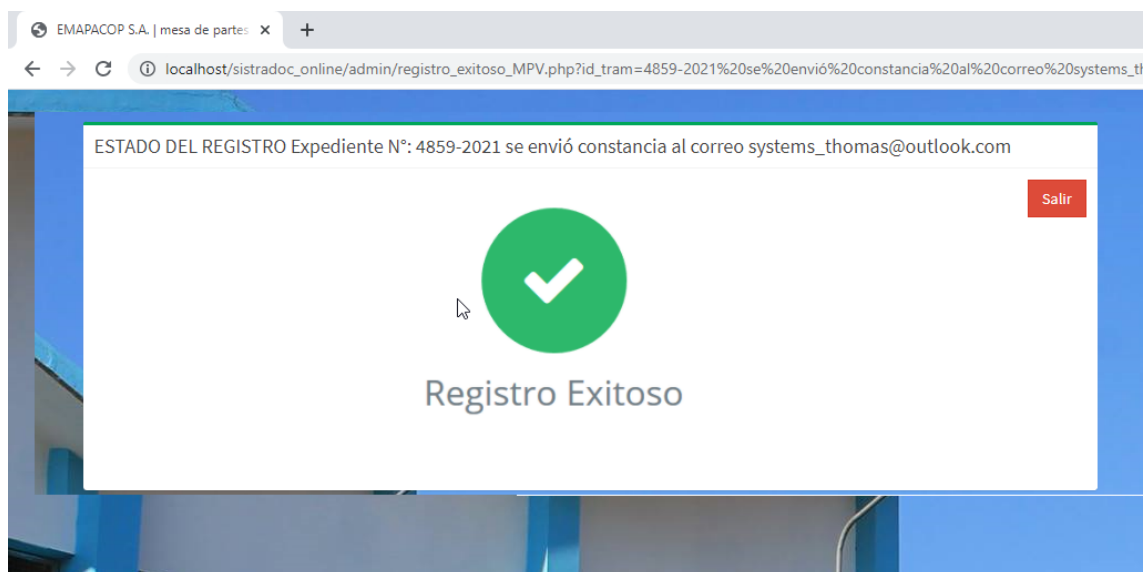 EMAPACOP S.A. | mesa de partes
localhost/sistradoc_online/admin/registro_exitoso_MPV.php?id_tram=4859-2021%20se%20envió%20constancia%20al%20correo%20systems_th
ESTADO DEL REGISTRO Expediente N°: 4859-2021 se envió constancia al correo systems_thomas@outlook.com
Salir
Registro Exitoso